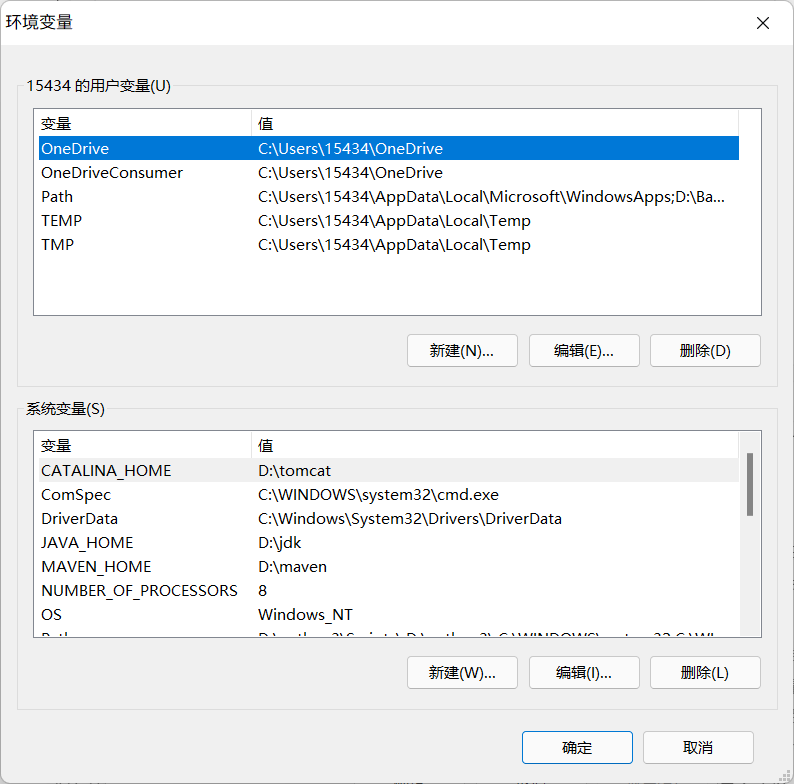 环境变量
15434 的用户变量(U)
变量 值
OneDrive C:\Users\15434\OneDrive
OneDriveConsumer C:\Users\15434\OneDrive
Path C:\Users\15434\AppData\Local\Microsoft\WindowsApps;D:\Ba...
TEMP C:\Users\15434\AppData\Local\Temp
TMP C:\Users\15434\AppData\Local\Temp
新建(N)... 编辑(E)... 删除(D)
系统变量(S)
变量 值
CATALINA_HOME D:\tomcat
ComSpec C:\WINDOWS\system32\cmd.exe
DriverData C:\Windows\System32\Drivers\DriverData
JAVA_HOME D:\jdk
MAVEN_HOME D:\maven
NUMBER_OF_PROCESSORS 8
OS Windows_NT
新建(W)... 编辑(I)... 删除(L)
确定 取消